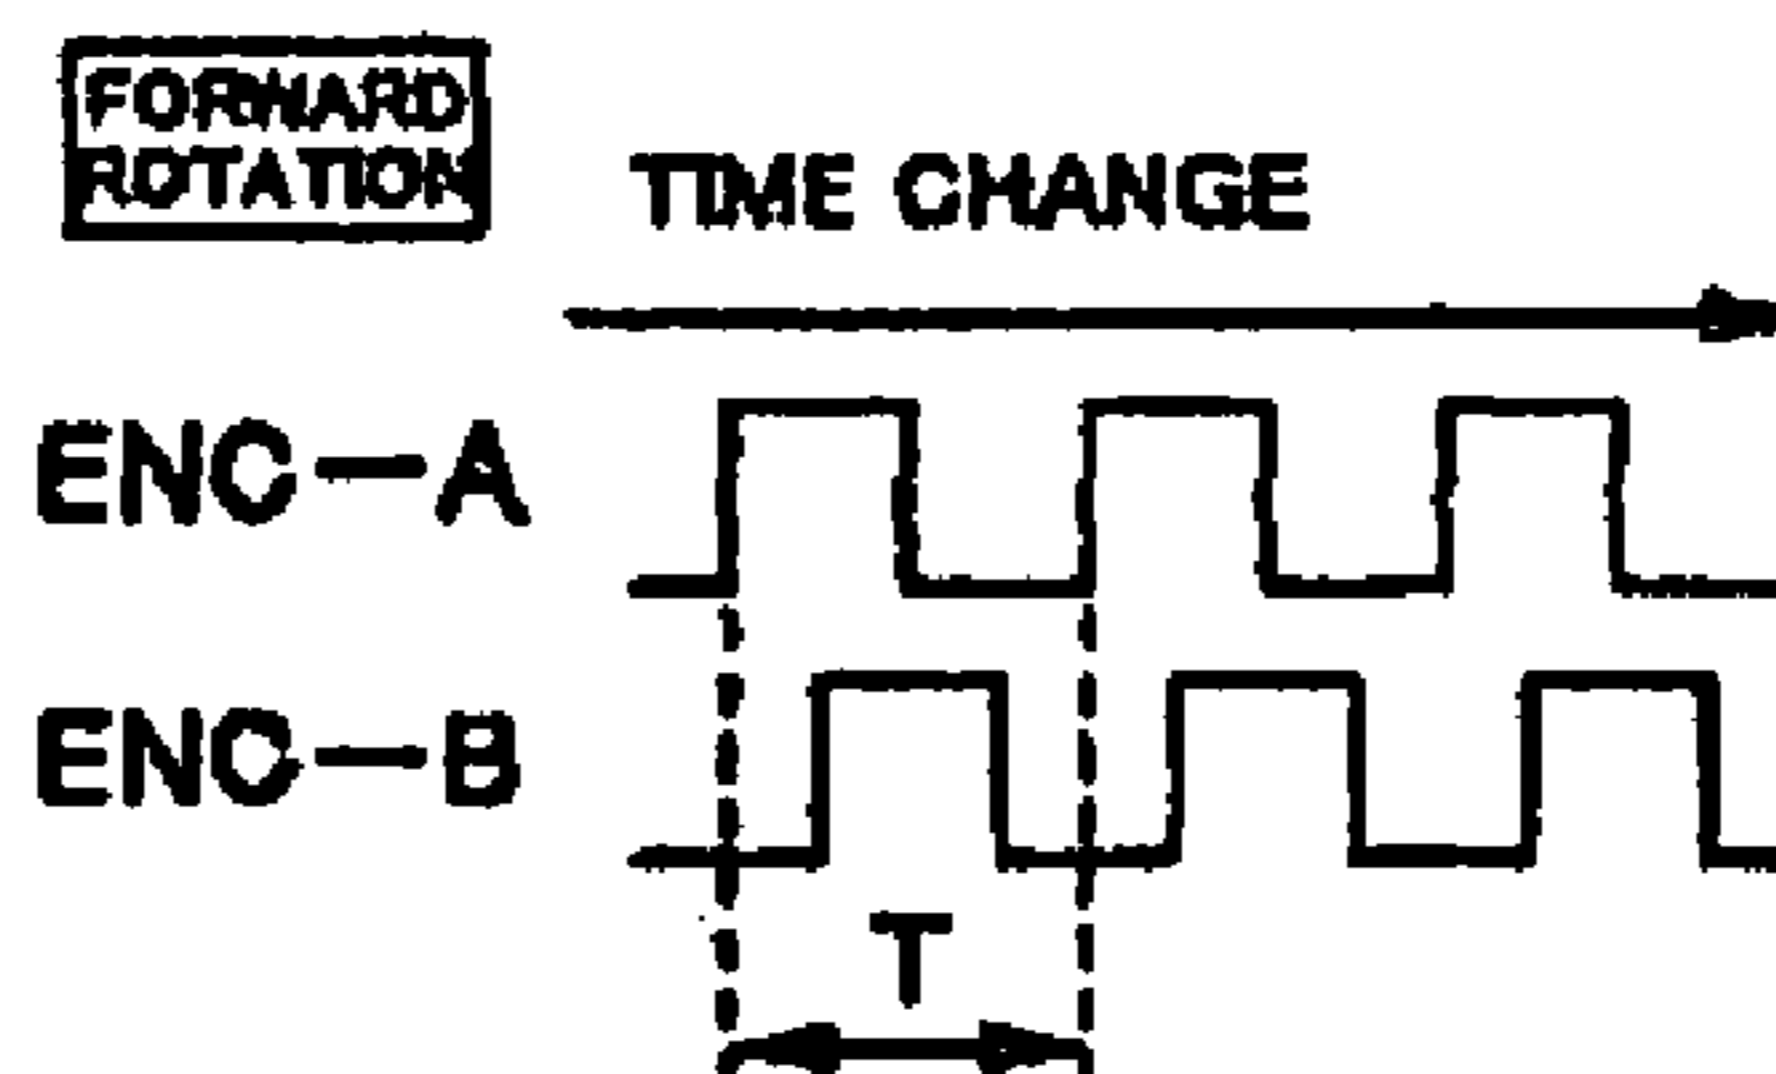 FORWARD
ROTATION
TIME CHANGE
ENC—A
ENC—B
T